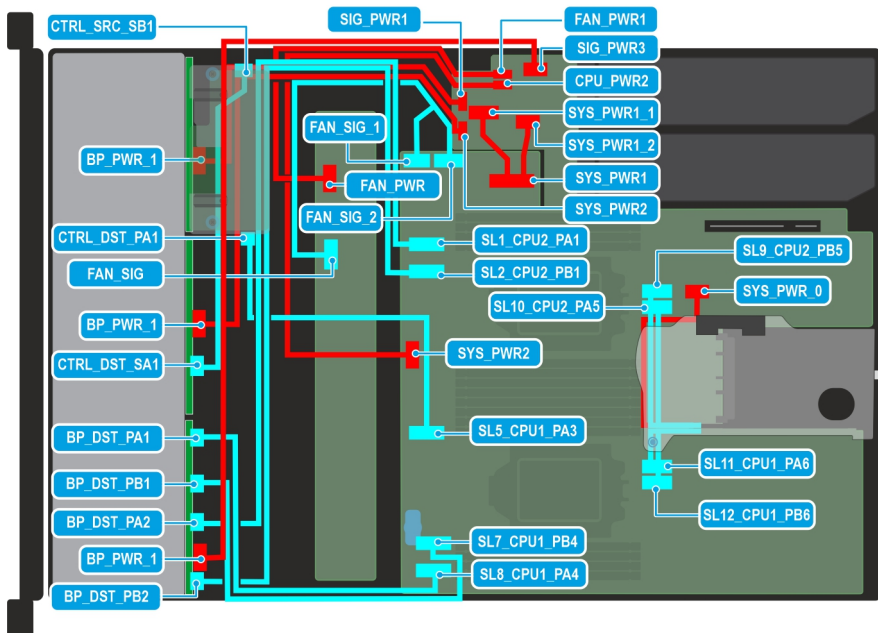 CTRL_SRC_SB1
SIG_PWR1
FAN_PWR1
SIG_PWR3
CPU_PWR2
SYS_PWR1_1
FAN_SIG_1
SYS_PWR1_2
BP_PWR_1
FAN_PWR
SYS_PWR1
FAN_SIG_2
SYS_PWR2
CTRL_DST_PA1
SL1_CPU2_PA1
SL9_CPU2_PB5
FAN_SIG
SL2_CPU2_PB1
SYS_PWR_0
SL10_CPU2_PA5
BP_PWR_1
SYS_PWR2
CTRL_DST_SA1
BP_DST_PA1
SL5_CPU1_PA3
SL11_CPU1_PA6
BP_DST_PB1
SL12_CPU1_PB6
BP_DST_PA2
SL7_CPU1_PB4
BP_PWR_1
SL8_CPU1_PA4
BP_DST_PB2